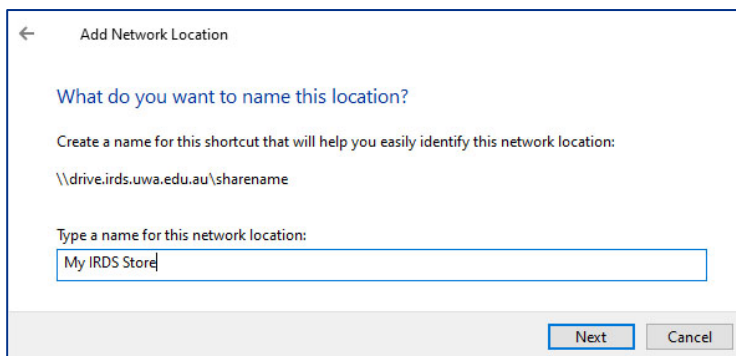 Add Network Location
What do you want to name this location?
Create a name for this shortcut that will help you easily identify this network location:
\\drive.irds.uwa.edu.au\sharename
Type a name for this network location:
My IRDS Store
Next Cancel